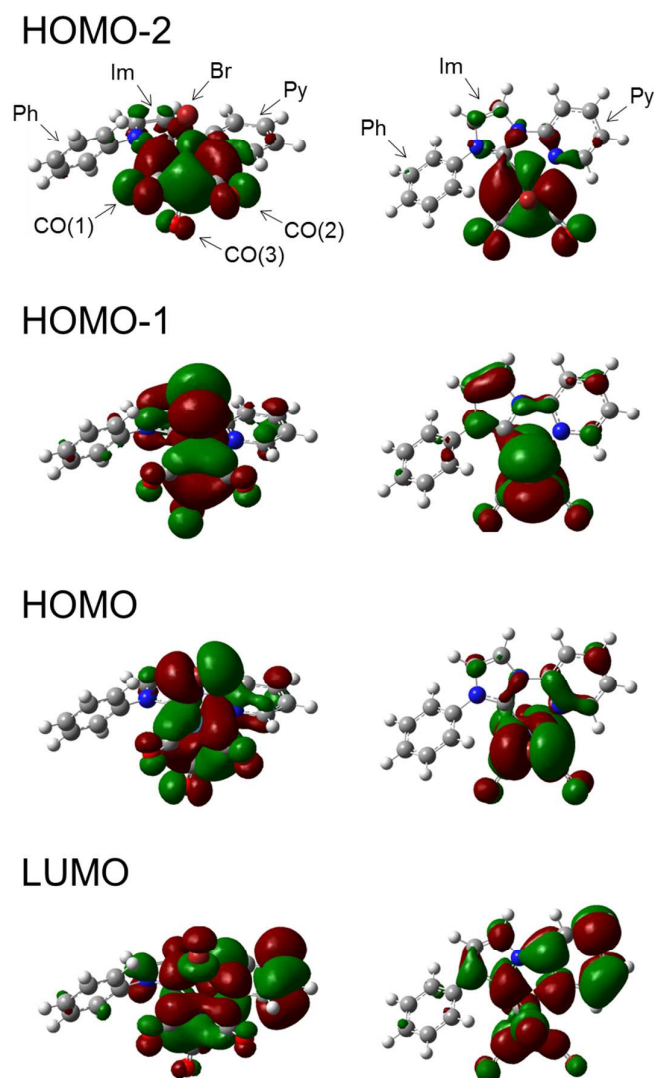 HOMO-2
Im
Br
Py
Ph
CO(1)
CO(2)
CO(3)
Im
Py
Ph
HOMO-1
HOMO
LUMO